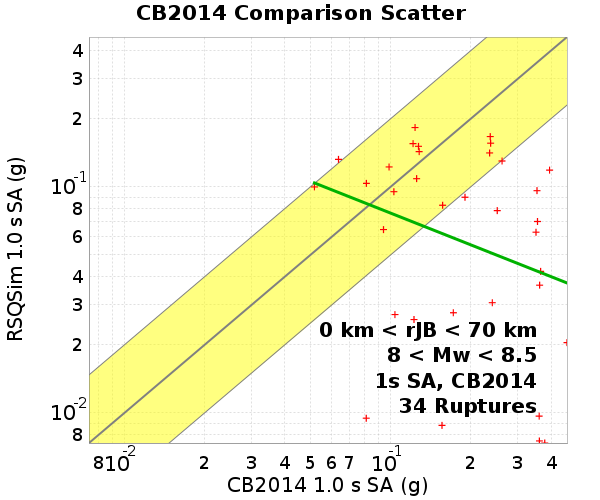 CB2014 Comparison Scatter
4
3
2
10^-1
8
6
4
3
2
10^-2
8
RSQSim 1.0 s SA (g)
0 km < rJB < 70 km
8 < Mw < 8.5
1s SA, CB2014
34 Ruptures
8 10^-2 2 3 4 5 6 7 10^-1 2 3 4
CB2014 1.0 s SA (g)